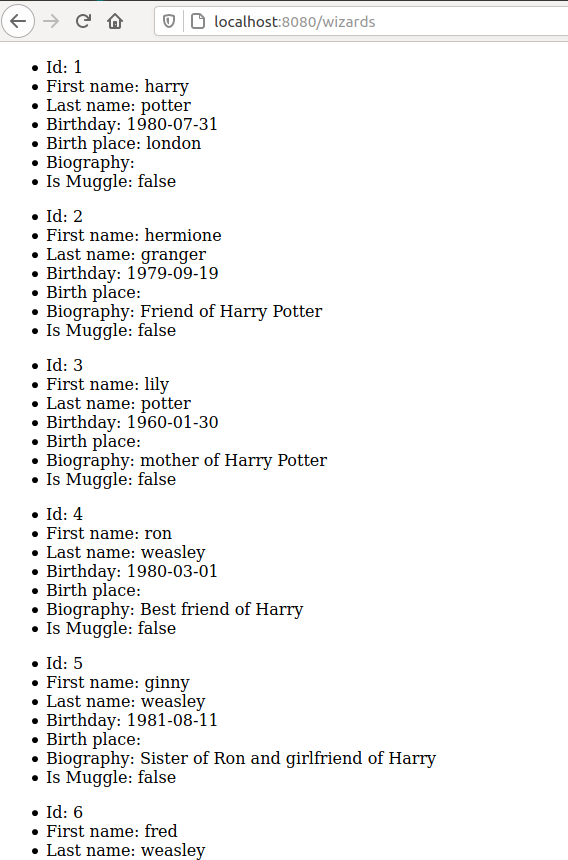 localhost:8080/wizards
Id: 1
First name: harry
Last name: potter
Birthday: 1980-07-31
Birth place: london
Biography:
Is Muggle: false
Id: 2
First name: hermione
Last name: granger
Birthday: 1979-09-19
Birth place:
Biography: Friend of Harry Potter
Is Muggle: false
Id: 3
First name: lily
Last name: potter
Birthday: 1960-01-30
Birth place:
Biography: mother of Harry Potter
Is Muggle: false
Id: 4
First name: ron
Last name: weasley
Birthday: 1980-03-01
Birth place:
Biography: Best friend of Harry
Is Muggle: false
Id: 5
First name: ginny
Last name: weasley
Birthday: 1981-08-11
Birth place:
Biography: Sister of Ron and girlfriend of Harry
Is Muggle: false
Id: 6
First name: fred
Last name: weasley